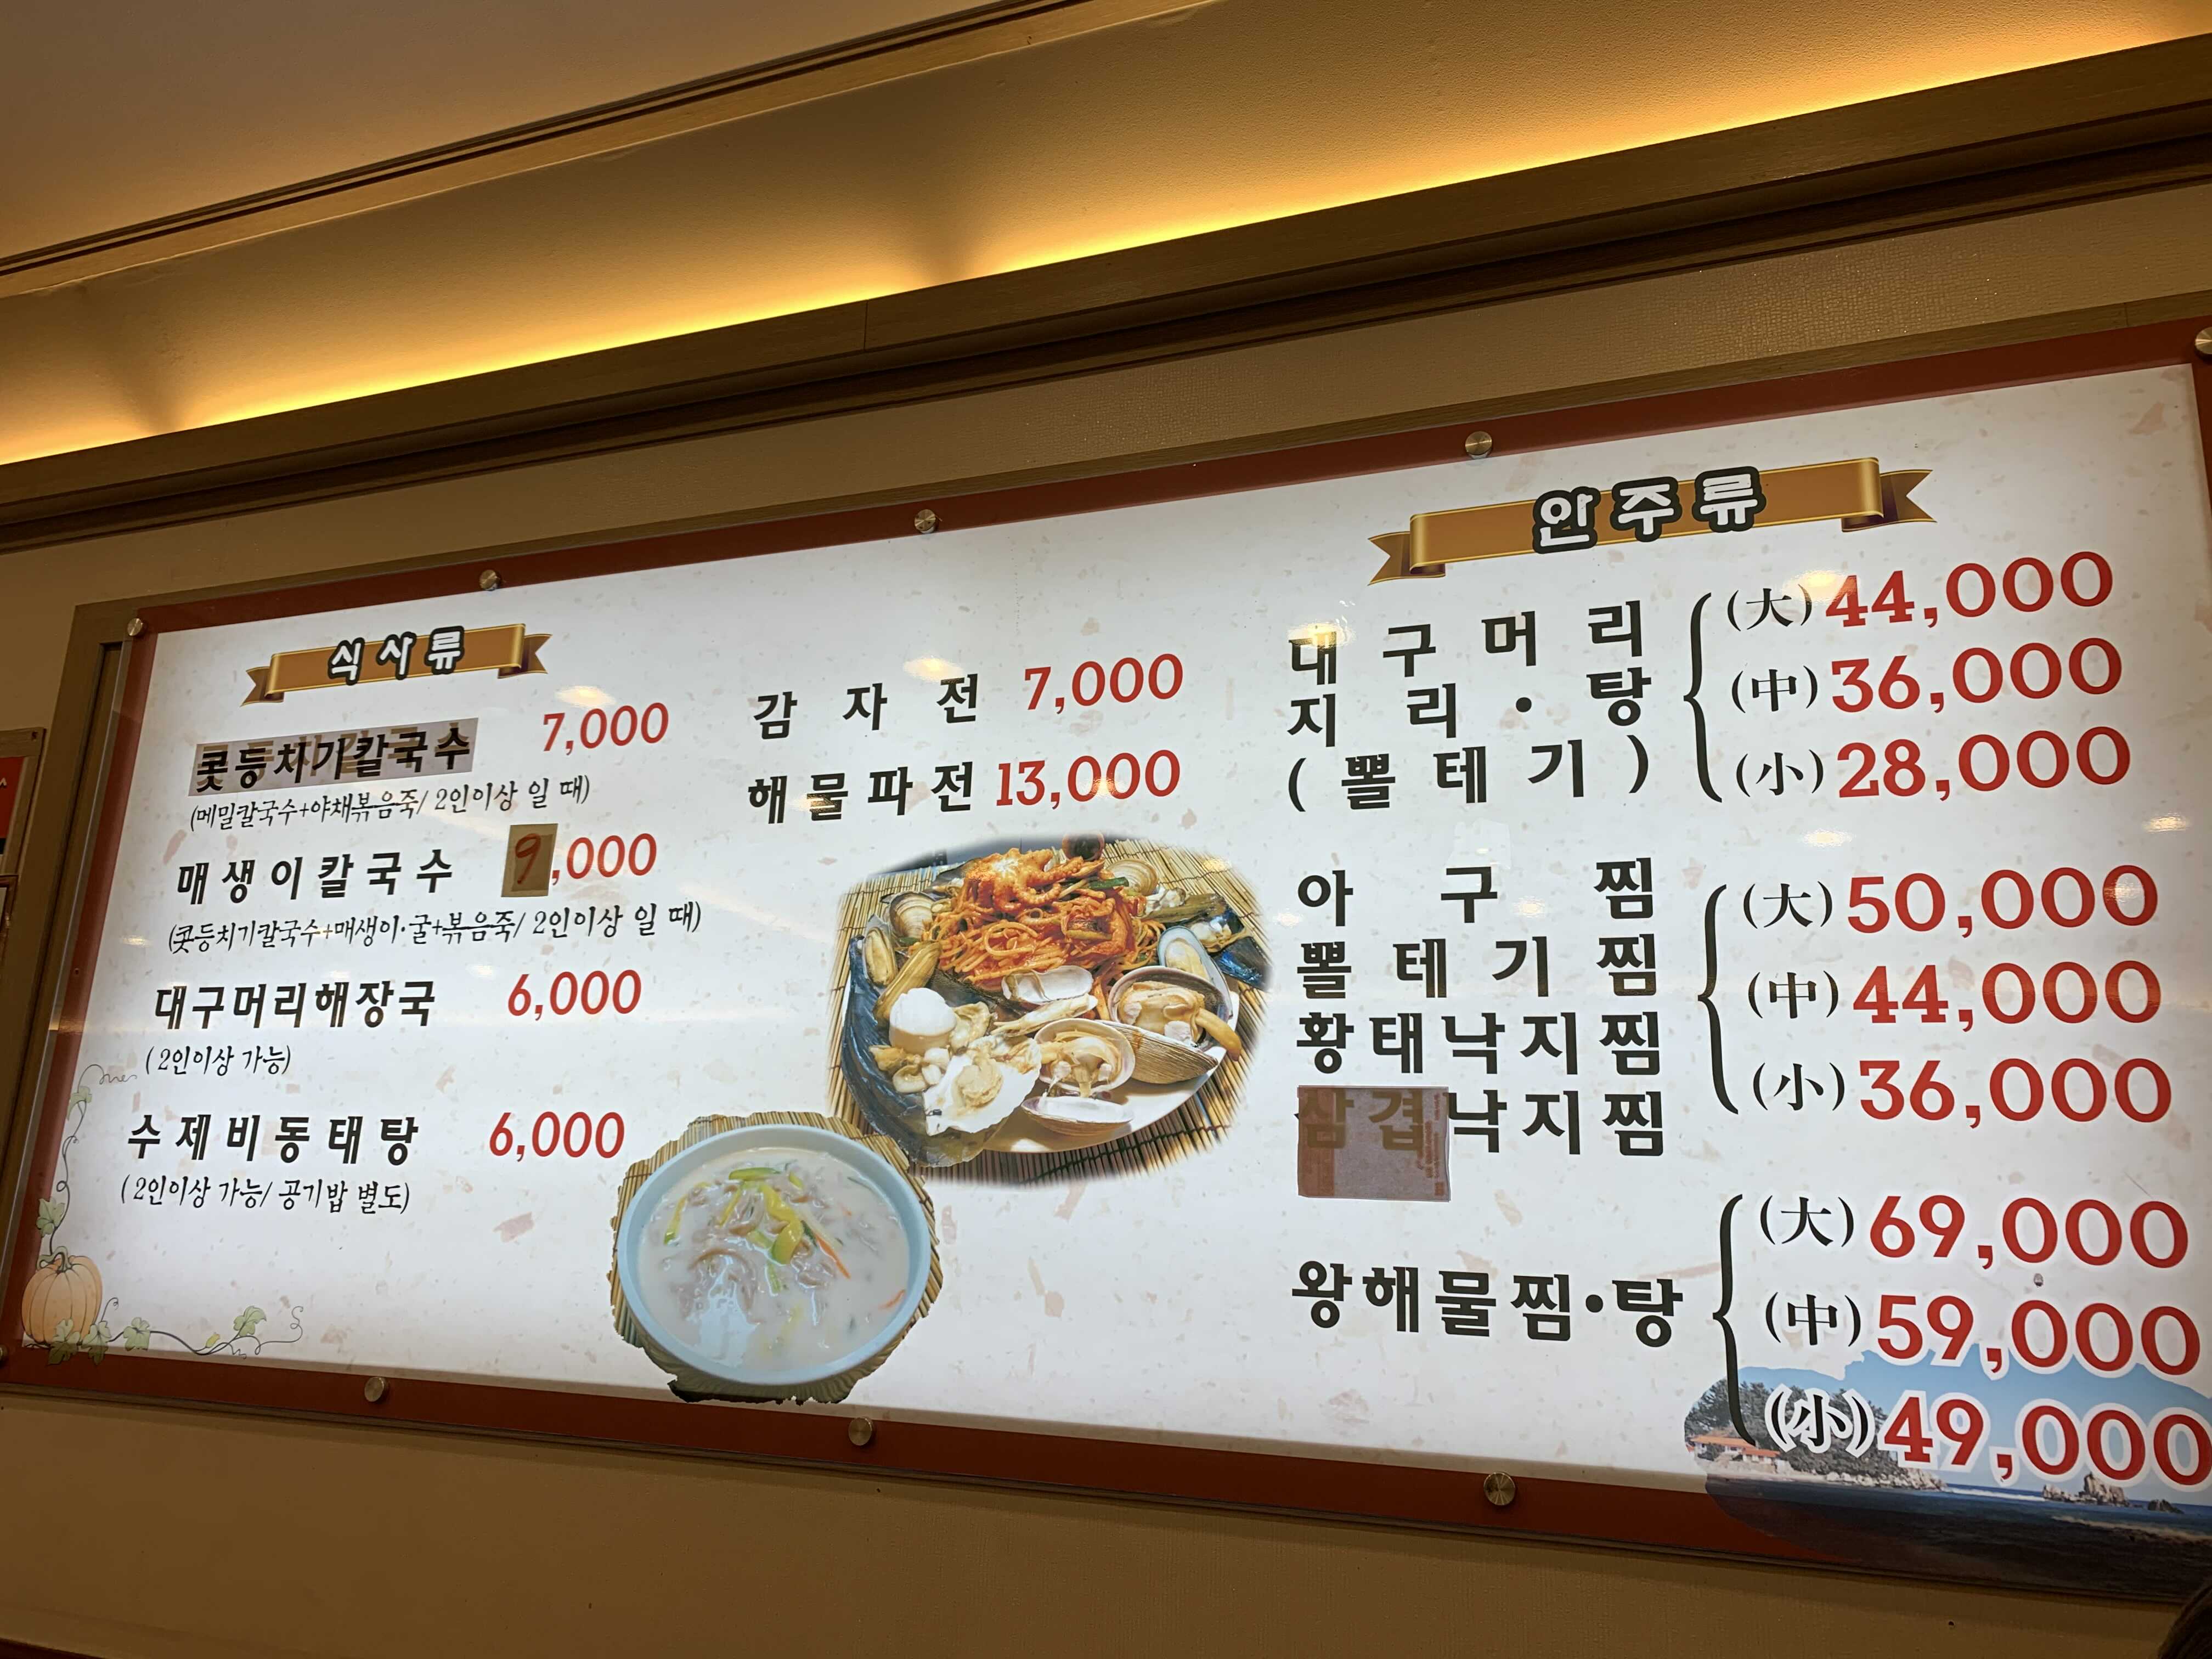 식사류
콧등치기칼국수 7,000
(메밀칼국수+야채볶음죽/ 2인이상 일 때)
매생이칼국수 9,000
(콧등치기칼국수+매생이·굴+볶음죽/ 2인이상 일 때)
대구머리해장국 6,000
(2인이상 가능)
수제비동태탕 6,000
(2인이상 가능/ 공기밥 별도)
감자전 7,000
해물파전 13,000
안주류
대구머리
지리·탕
(뽈테기)
(大) 44,000
(中) 36,000
(小) 28,000
아구찜
뽈테기찜
황태낙지찜
삼겹낙지찜
(大) 50,000
(中) 44,000
(小) 36,000
왕해물찜·탕
(大) 69,000
(中) 59,000
(小) 49,000